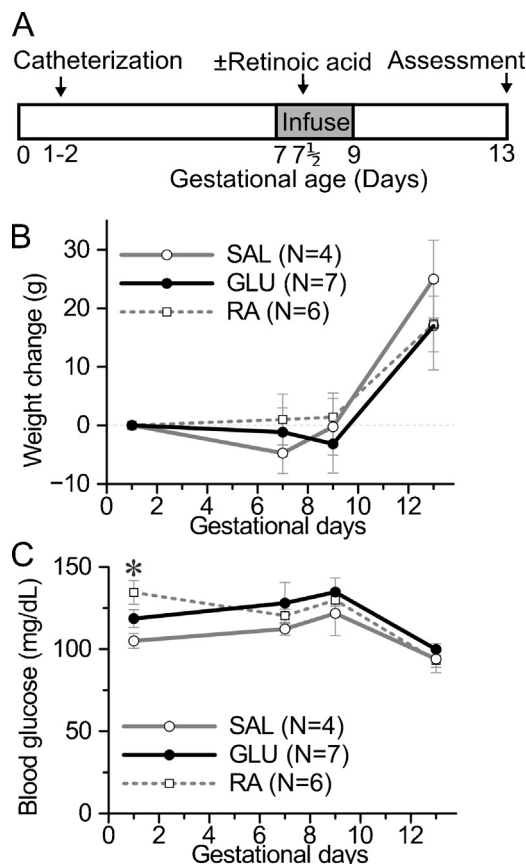 A
Catheterization ±Retinoic acid Assessment
Infuse
0 1-2 7 7½ 9 13
Gestational age (Days)
B
SAL (N=4)
GLU (N=7)
RA (N=6)
Weight change (g)
30
20
10
0
−10
0 2 4 6 8 10 12
Gestational days
C
*
Blood glucose (mg/dL)
150
100
50
0
SAL (N=4)
GLU (N=7)
RA (N=6)
0 2 4 6 8 10 12
Gestational days